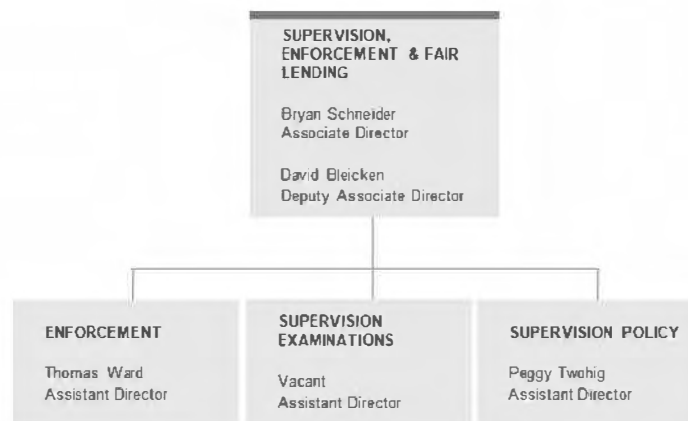 SUPERVISION,
ENFORCEMENT & FAIR
LENDING
Bryan Schneider
Associate Director
David Bleicken
Deputy Associate Director
ENFORCEMENT
Thomas Ward
Assistant Director
SUPERVISION
EXAMINATIONS
Vacant
Assistant Director
SUPERVISION POLICY
Peggy Twohig
Assistant Director